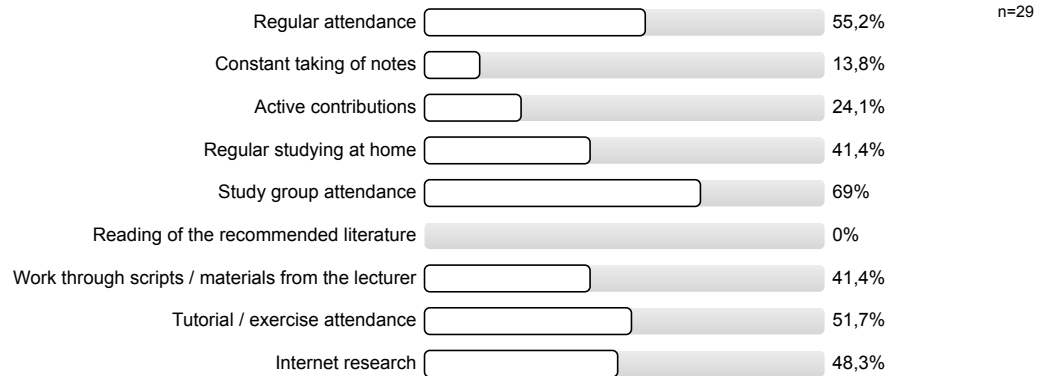 Regular attendance 55,2% n=29
Constant taking of notes 13,8%
Active contributions 24,1%
Regular studying at home 41,4%
Study group attendance 69%
Reading of the recommended literature 0%
Work through scripts / materials from the lecturer 41,4%
Tutorial / exercise attendance 51,7%
Internet research 48,3%